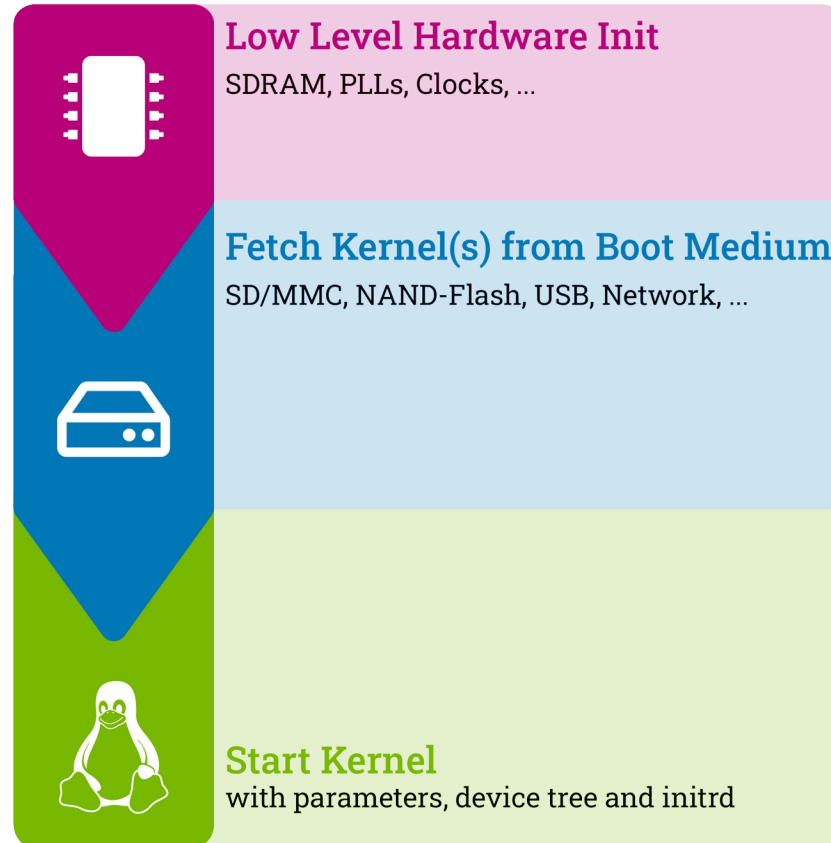 Low Level Hardware Init
SDRAM, PLLs, Clocks, ...
Fetch Kernel(s) from Boot Medium
SD/MMC, NAND-Flash, USB, Network, ...
Start Kernel
with parameters, device tree and initrd